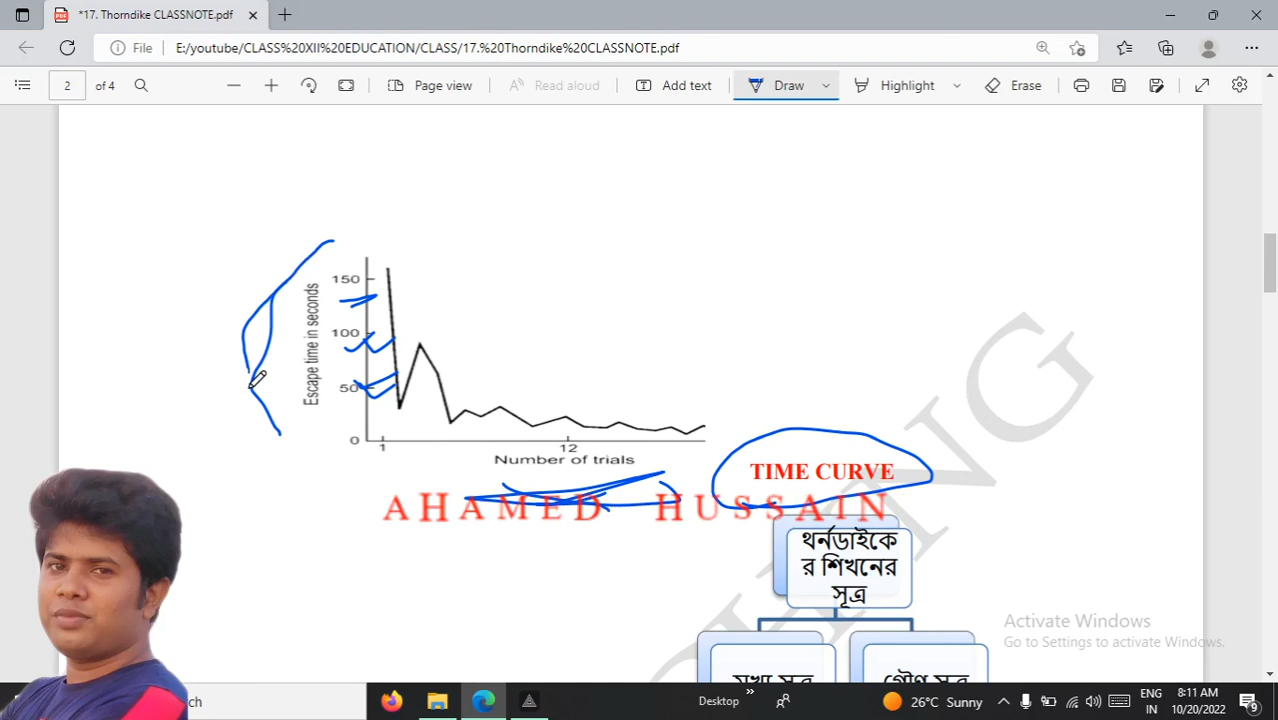 *17. Thorndike CLASSNOTE.pdf
File E:/youtube/CLASS%20XII%20EDUCATION/CLASS/17.%20Thorndike%20CLASSNOTE.pdf
2 of 4 Page view Read aloud Add text Draw Highlight Erase
150
100
50
0
Escape time in seconds
1 12
Number of trials
TIME CURVE
AHAMED HUSSAIN
থর্নডাইকে
র শিখনের
সূত্র
মুখ্য সূত্র গৌণ সূত্র
Activate Windows
Go to Settings to activate Windows.
Desktop 26°C Sunny ENG 8:11 AM
IN 10/20/2022 9